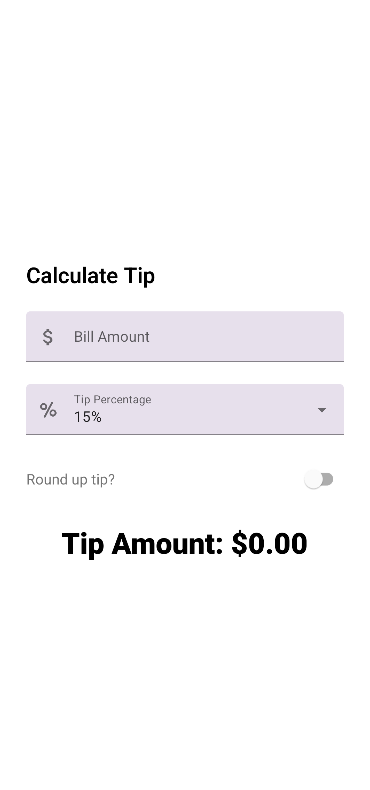 Calculate Tip
$ Bill Amount
% Tip Percentage
15%
Round up tip?
Tip Amount: $0.00